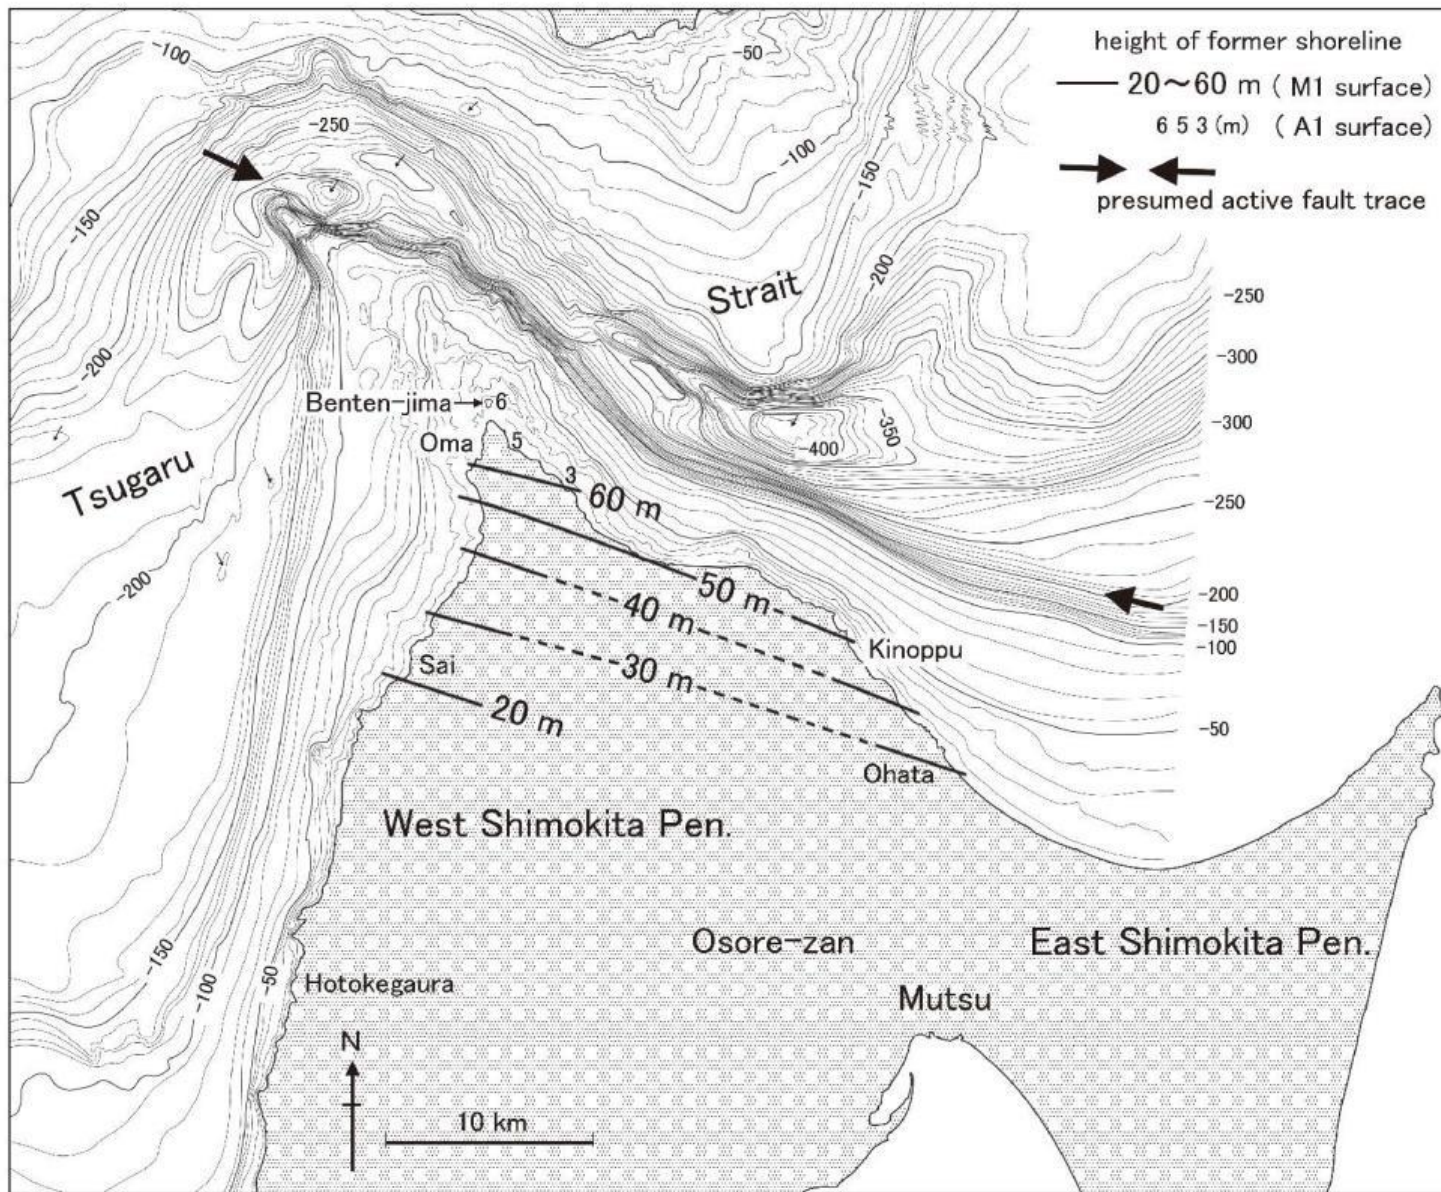 height of former shoreline
20～60 m ( M1 surface)
6 5 3 (m) ( A1 surface)
presumed active fault trace
-100
-50
-250
-100
-150
-150
-200
Strait
-250
-300
-200
Benten-jima
6
-300
-350
-400
Oma
5
3
60 m
Tsugaru
-250
-200
50 m
-200
40 m
-150
-100
Kinoppu
Sai
30 m
20 m
-50
Ohata
West Shimokita Pen.
Osore-zan
East Shimokita Pen.
-150
-100
-50
Hotokegaura
Mutsu
N
10 km